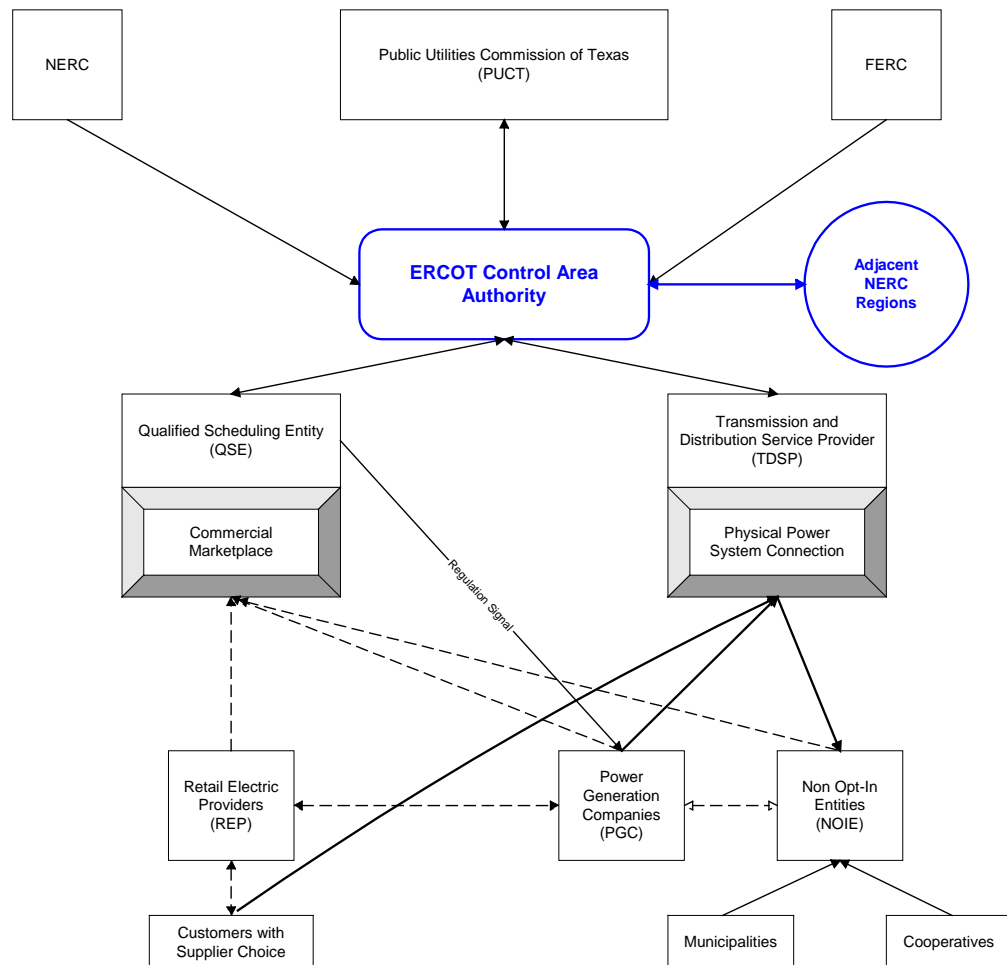 NERC
Public Utilities Commission of Texas
(PUCT)
FERC
ERCOT Control Area
Authority
Adjacent
NERC
Regions
Qualified Scheduling Entity
(QSE)
Transmission and
Distribution Service Provider
(TDSP)
Commercial
Marketplace
Physical Power
System Connection
Regulation Signal
Retail Electric
Providers
(REP)
Power
Generation
Companies
(PGC)
Non Opt-In
Entities
(NOIE)
Customers with
Supplier Choice
Municipalities
Cooperatives